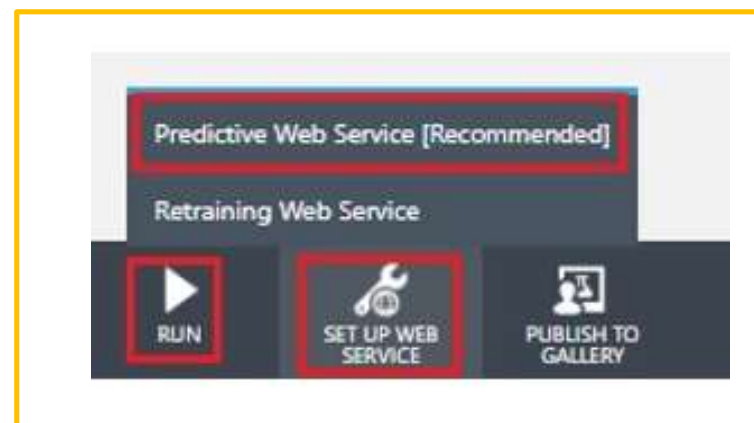 Predictive Web Service [Recommended]
Retraining Web Service
RUN
SET UP WEB
SERVICE
PUBLISH TO
GALLERY